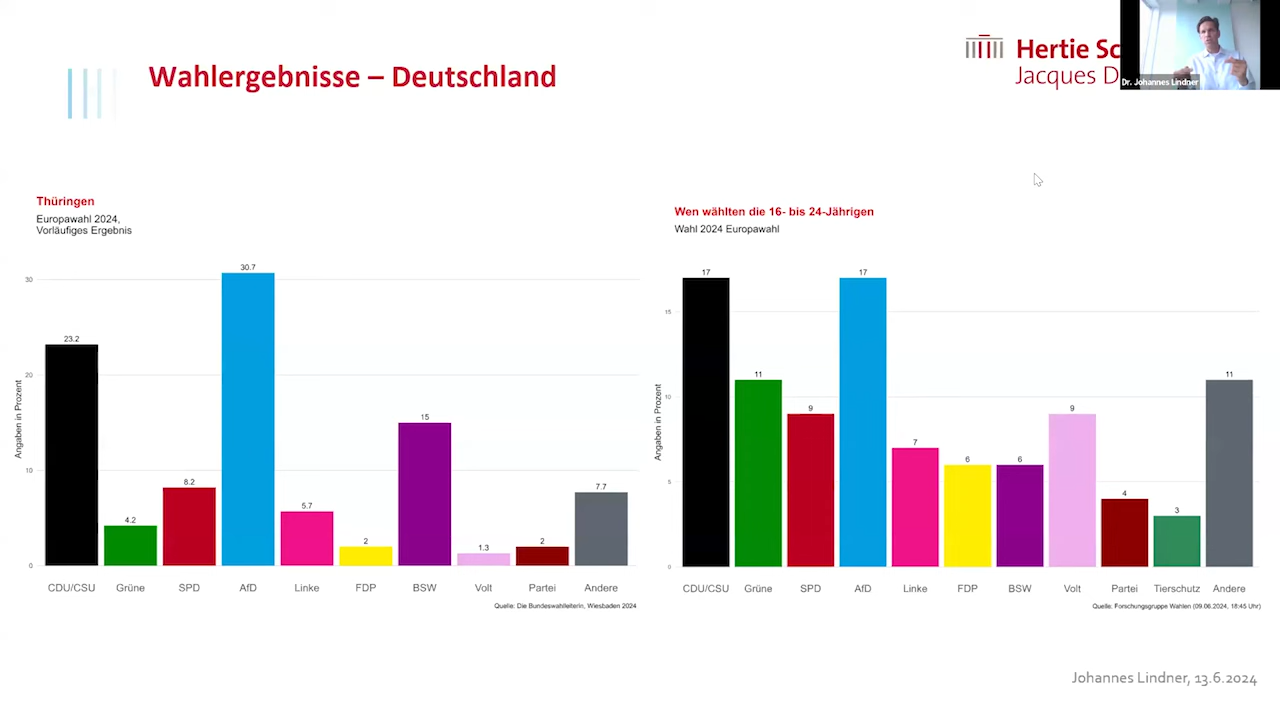 Wahlergebnisse – Deutschland
Hertie Sc
Jacques D
Dr. Johannes Lindner
Thüringen
Europawahl 2024,
Vorläufiges Ergebnis
Angaben in Prozent
30
20
10
0
23.2
4.2
8.2
30.7
5.7
2
15
1.3
2
7.7
CDU/CSU Grüne SPD AfD Linke FDP BSW Volt Partei Andere
Quelle: Die Bundeswahlleiterin, Wiesbaden 2024
Wen wählten die 16- bis 24-Jährigen
Wahl 2024 Europawahl
Angaben in Prozent
15
10
5
0
17
11
9
17
7
6
6
9
4
3
11
CDU/CSU Grüne SPD AfD Linke FDP BSW Volt Partei Tierschutz Andere
Quelle: Forschungsgruppe Wahlen (09.06.2024, 18:45 Uhr)
Johannes Lindner, 13.6.2024